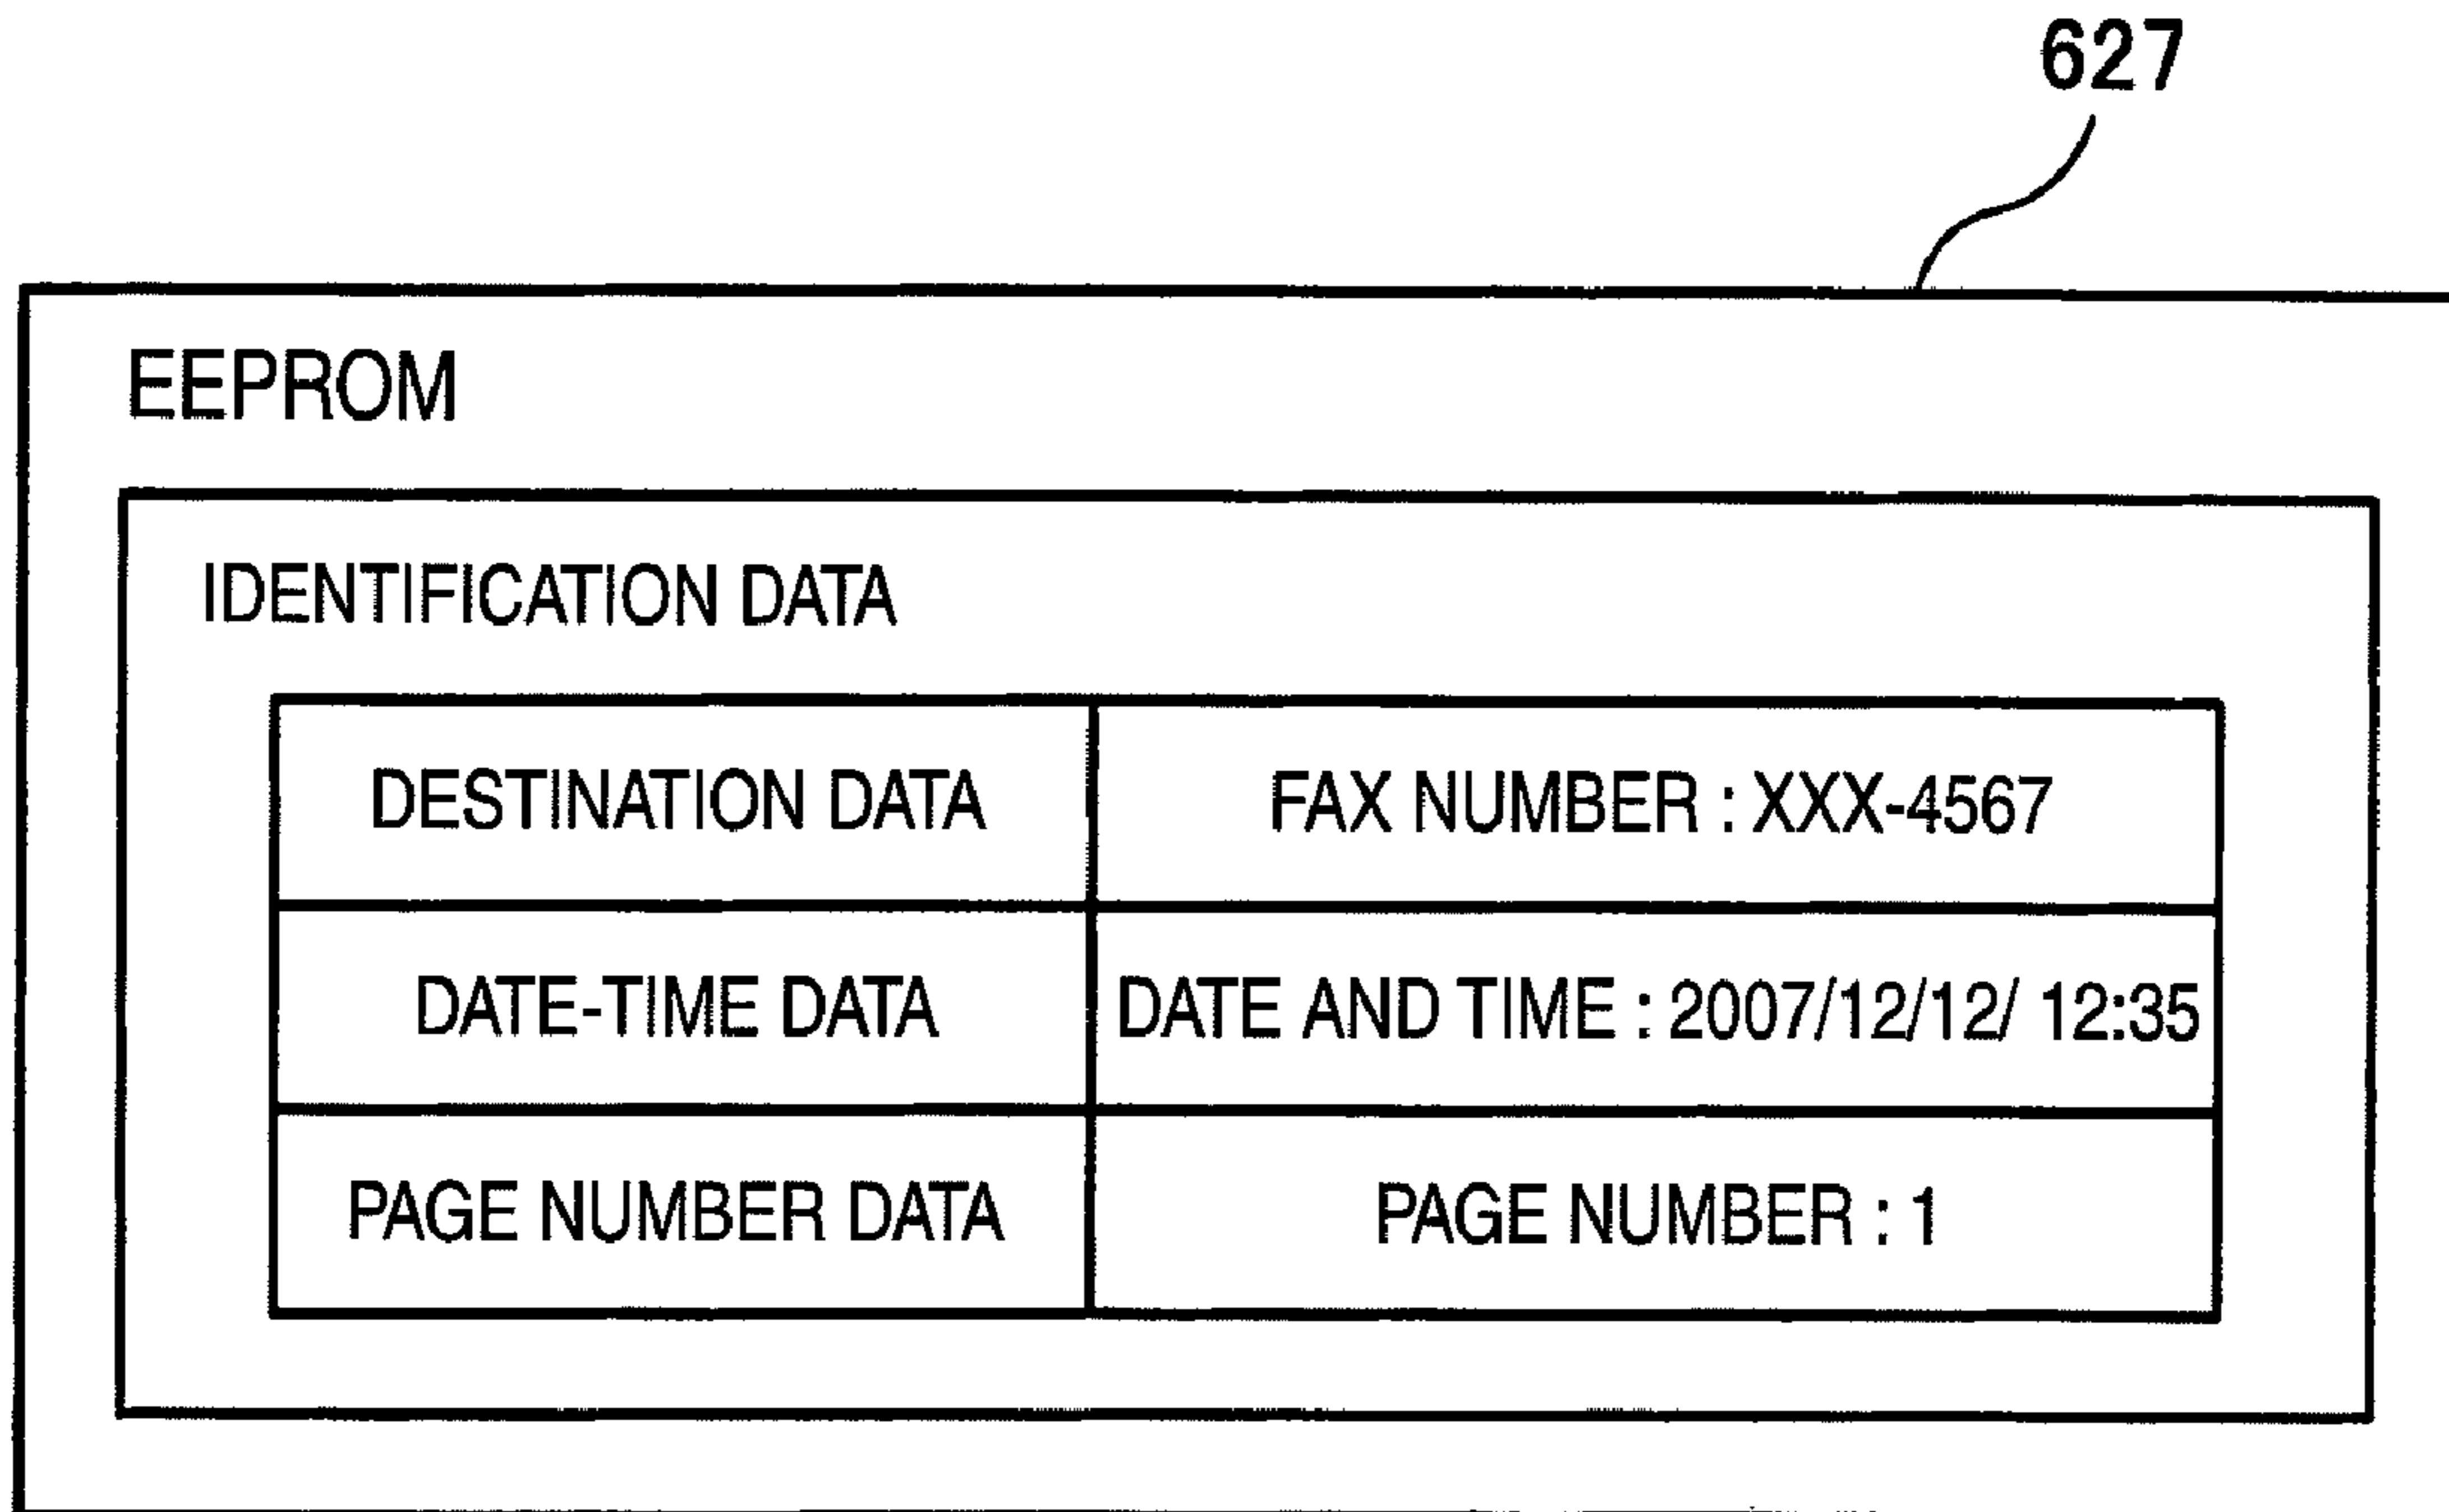 627
EEPROM
IDENTIFICATION DATA
DESTINATION DATA FAX NUMBER : XXX-4567
DATE-TIME DATA DATE AND TIME : 2007/12/12/ 12:35
PAGE NUMBER DATA PAGE NUMBER : 1